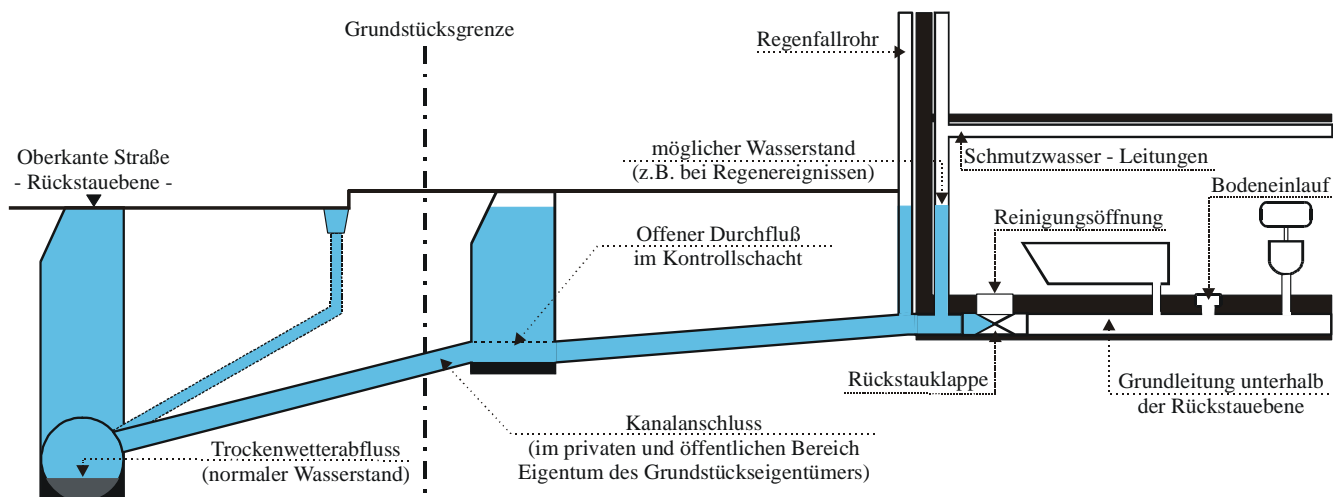 Grundstücksgrenze
Regenfallrohr
Oberkante Straße
- Rückstauebene -
möglicher Wasserstand
(z.B. bei Regenereignissen)
Schmutzwasser - Leitungen
Bodeneinlauf
Reinigungsöffnung
Offener Durchfluß
im Kontrollschacht
Rückstauklappe
Grundleitung unterhalb
der Rückstauebene
Kanalanschluss
(im privaten und öffentlichen Bereich
Eigentum des Grundstückseigentümers)
Trockenwetterabfluss
(normaler Wasserstand)